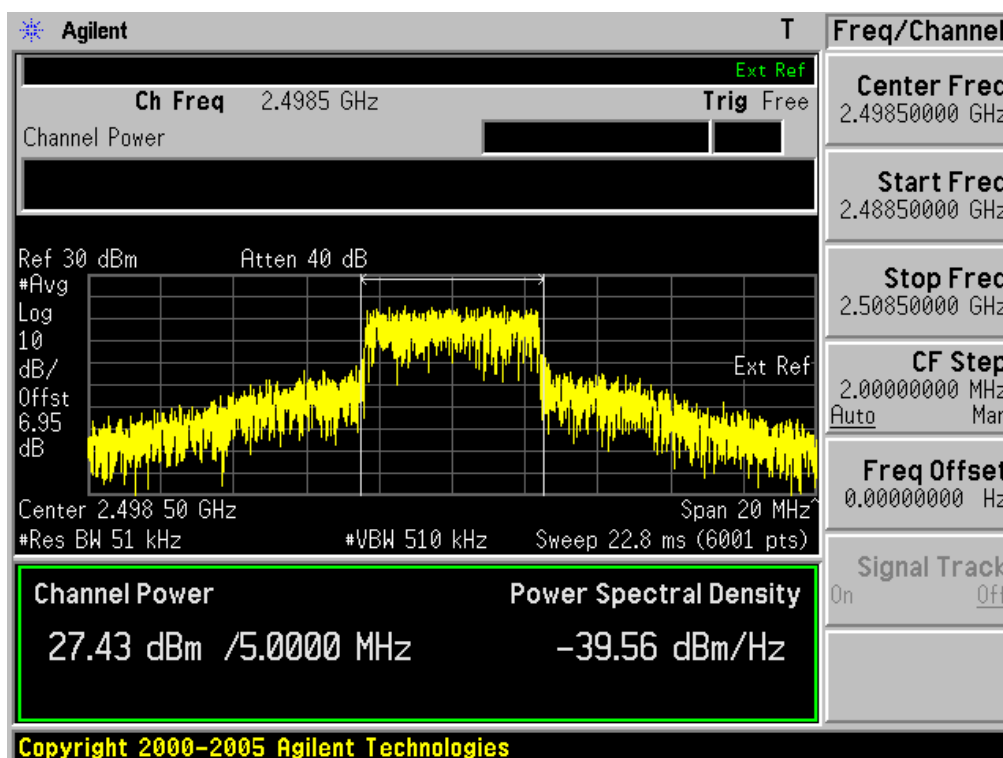 Agilent T Freq/Channel
Ext Ref
Ch Freq 2.4985 GHz Trig Free
Channel Power
Center Freq
2.49850000 GHz
Start Freq
2.48850000 GHz
Stop Freq
2.50850000 GHz
CF Step
2.00000000 MHz
Auto Man
Freq Offset
0.00000000 Hz
Signal Track
On Off
Ref 30 dBm Atten 40 dB
#Avg
Log
10
dB/
Offst
6.95
dB
Ext Ref
Center 2.498 50 GHz Span 20 MHz^
#Res BW 51 kHz #VBW 510 kHz Sweep 22.8 ms (6001 pts)
Channel Power Power Spectral Density
27.43 dBm /5.0000 MHz -39.56 dBm/Hz
Copyright 2000-2005 Agilent Technologies